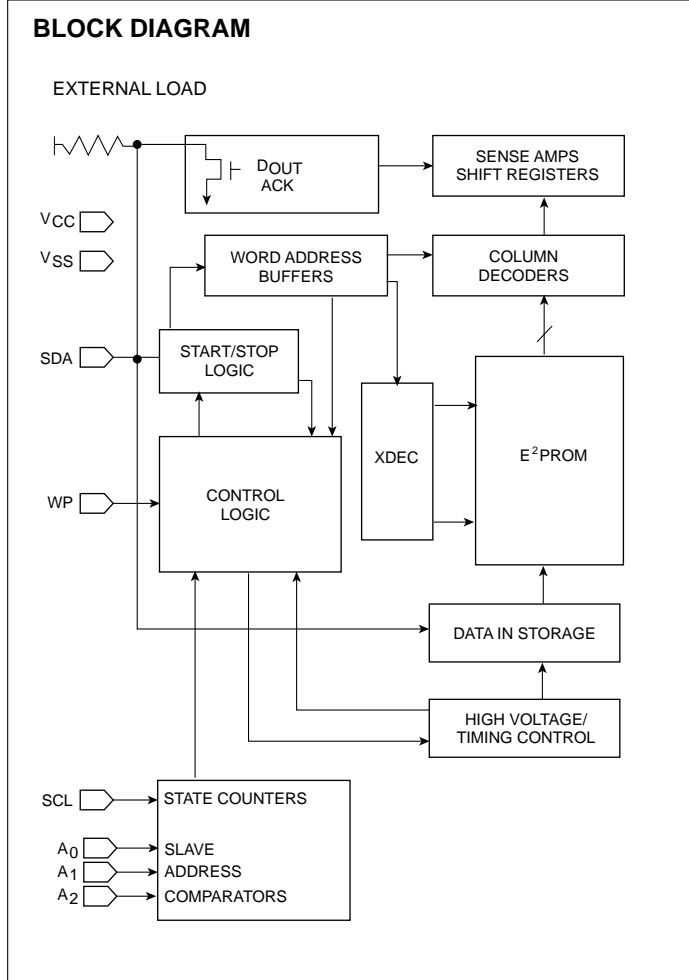 BLOCK DIAGRAM
EXTERNAL LOAD
DOUT
ACK
SENSE AMPS
SHIFT REGISTERS
VCC
VSS
WORD ADDRESS
BUFFERS
COLUMN
DECODERS
SDA
START/STOP
LOGIC
XDEC
E²PROM
WP
CONTROL
LOGIC
DATA IN STORAGE
HIGH VOLTAGE/
TIMING CONTROL
SCL
STATE COUNTERS
A0
SLAVE
A1
ADDRESS
A2
COMPARATORS